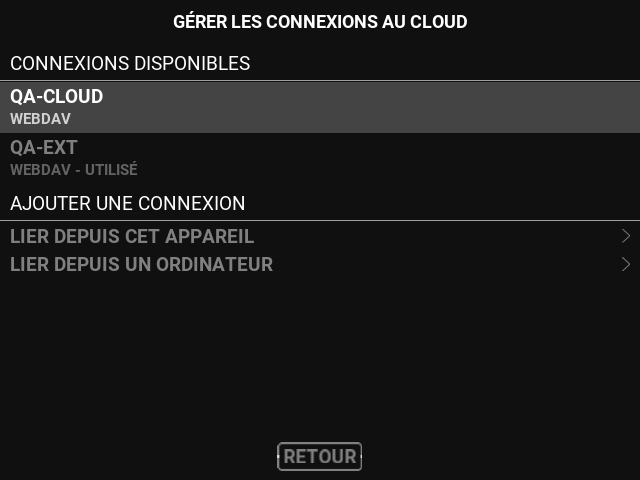 GÉRER LES CONNEXIONS AU CLOUD
CONNEXIONS DISPONIBLES
QA-CLOUD
WEBDAV
QA-EXT
WEBDAV - UTILISÉ
AJOUTER UNE CONNEXION
LIER DEPUIS CET APPAREIL
LIER DEPUIS UN ORDINATEUR
RETOUR